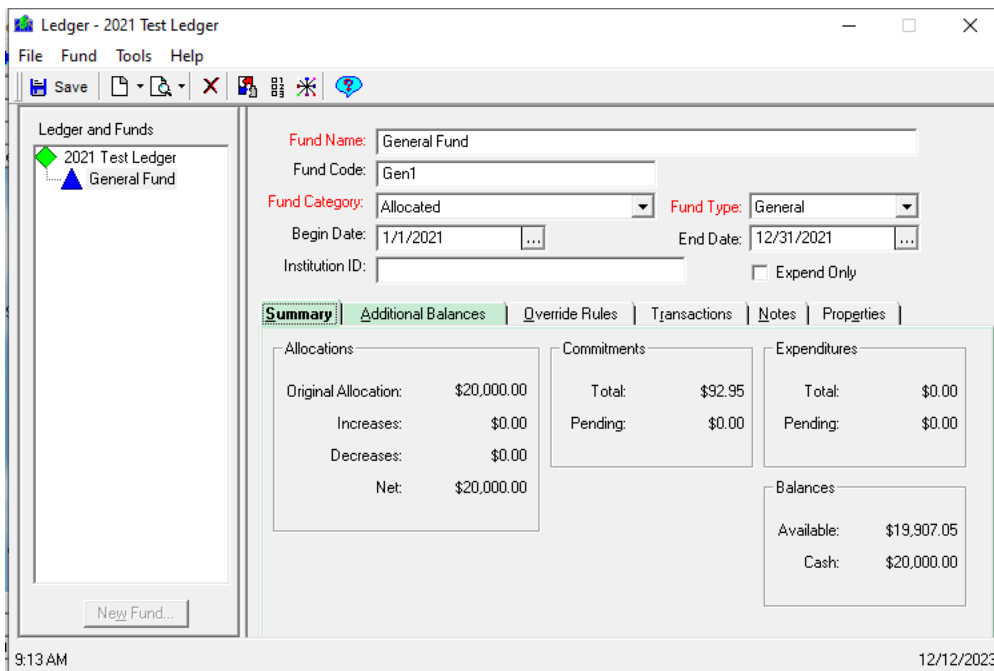 Ledger - 2021 Test Ledger
File Fund Tools Help
Save
Ledger and Funds
2021 Test Ledger
General Fund
New Fund...
Fund Name: General Fund
Fund Code: Gen1
Fund Category: Allocated Fund Type: General
Begin Date: 1/1/2021 ... End Date: 12/31/2021 ...
Institution ID: Expend Only
Summary Additional Balances Override Rules Transactions Notes Properties
Allocations
Original Allocation: $20,000.00
Increases: $0.00
Decreases: $0.00
Net: $20,000.00
Commitments
Total: $92.95
Pending: $0.00
Expenditures
Total: $0.00
Pending: $0.00
Balances
Available: $19,907.05
Cash: $20,000.00
9:13 AM 12/12/2023